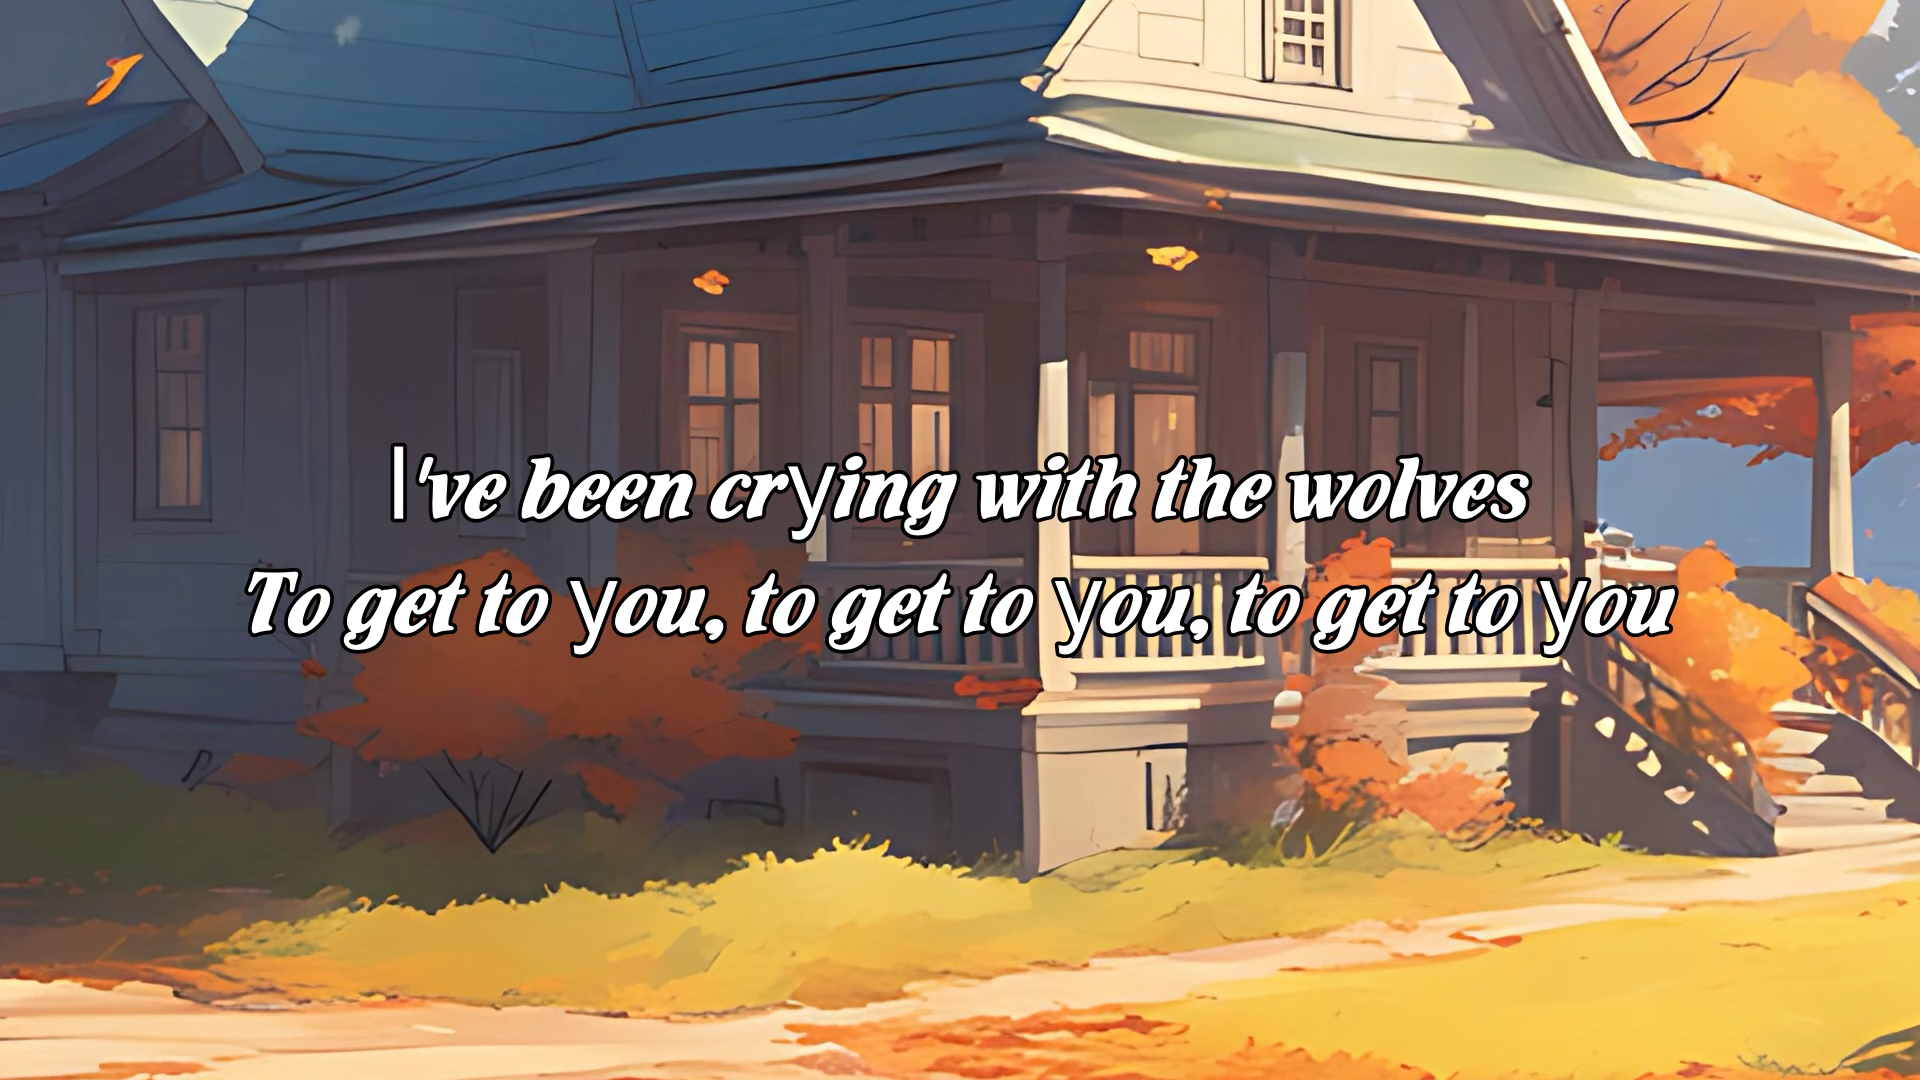 I've been crying with the wolves
To get to you, to get to you, to get to you